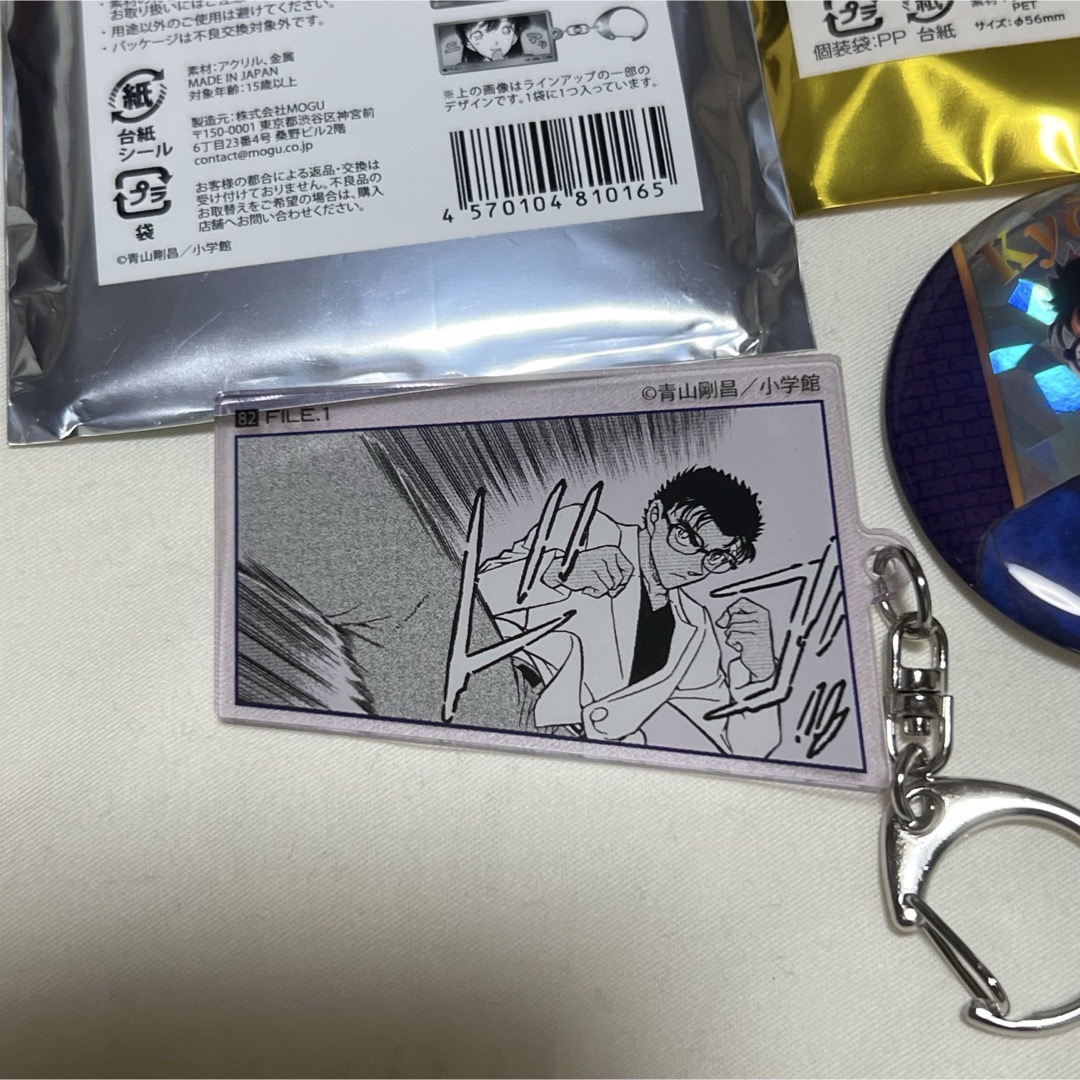 お取り扱いにはご注意ください。
・用途以外のご使用は避けてください。
・パッケージは不良交換対象外です。
紙
台紙
シール
プラ
袋
素材：アクリル、金属
MADE IN JAPAN
対象年齢：15歳以上
製造元：株式会社MOGU
〒150-0001 東京都渋谷区神宮前
6丁目23番4号 桑野ビル2階
contact@mogu.co.jp
お客様の都合による返品・交換は
受け付けておりません。不良品の
お取替えをご希望の場合は、購入
店舗へお問い合わせください。
©青山剛昌／小学館
※上の画像はラインアップの一部の
デザインです。1袋に1つ入っています。
4 570104 810165
プラ
紙
PET
サイズ：φ56mm
個装袋：PP 台紙
Kyo
©青山剛昌／小学館
82 FILE.1